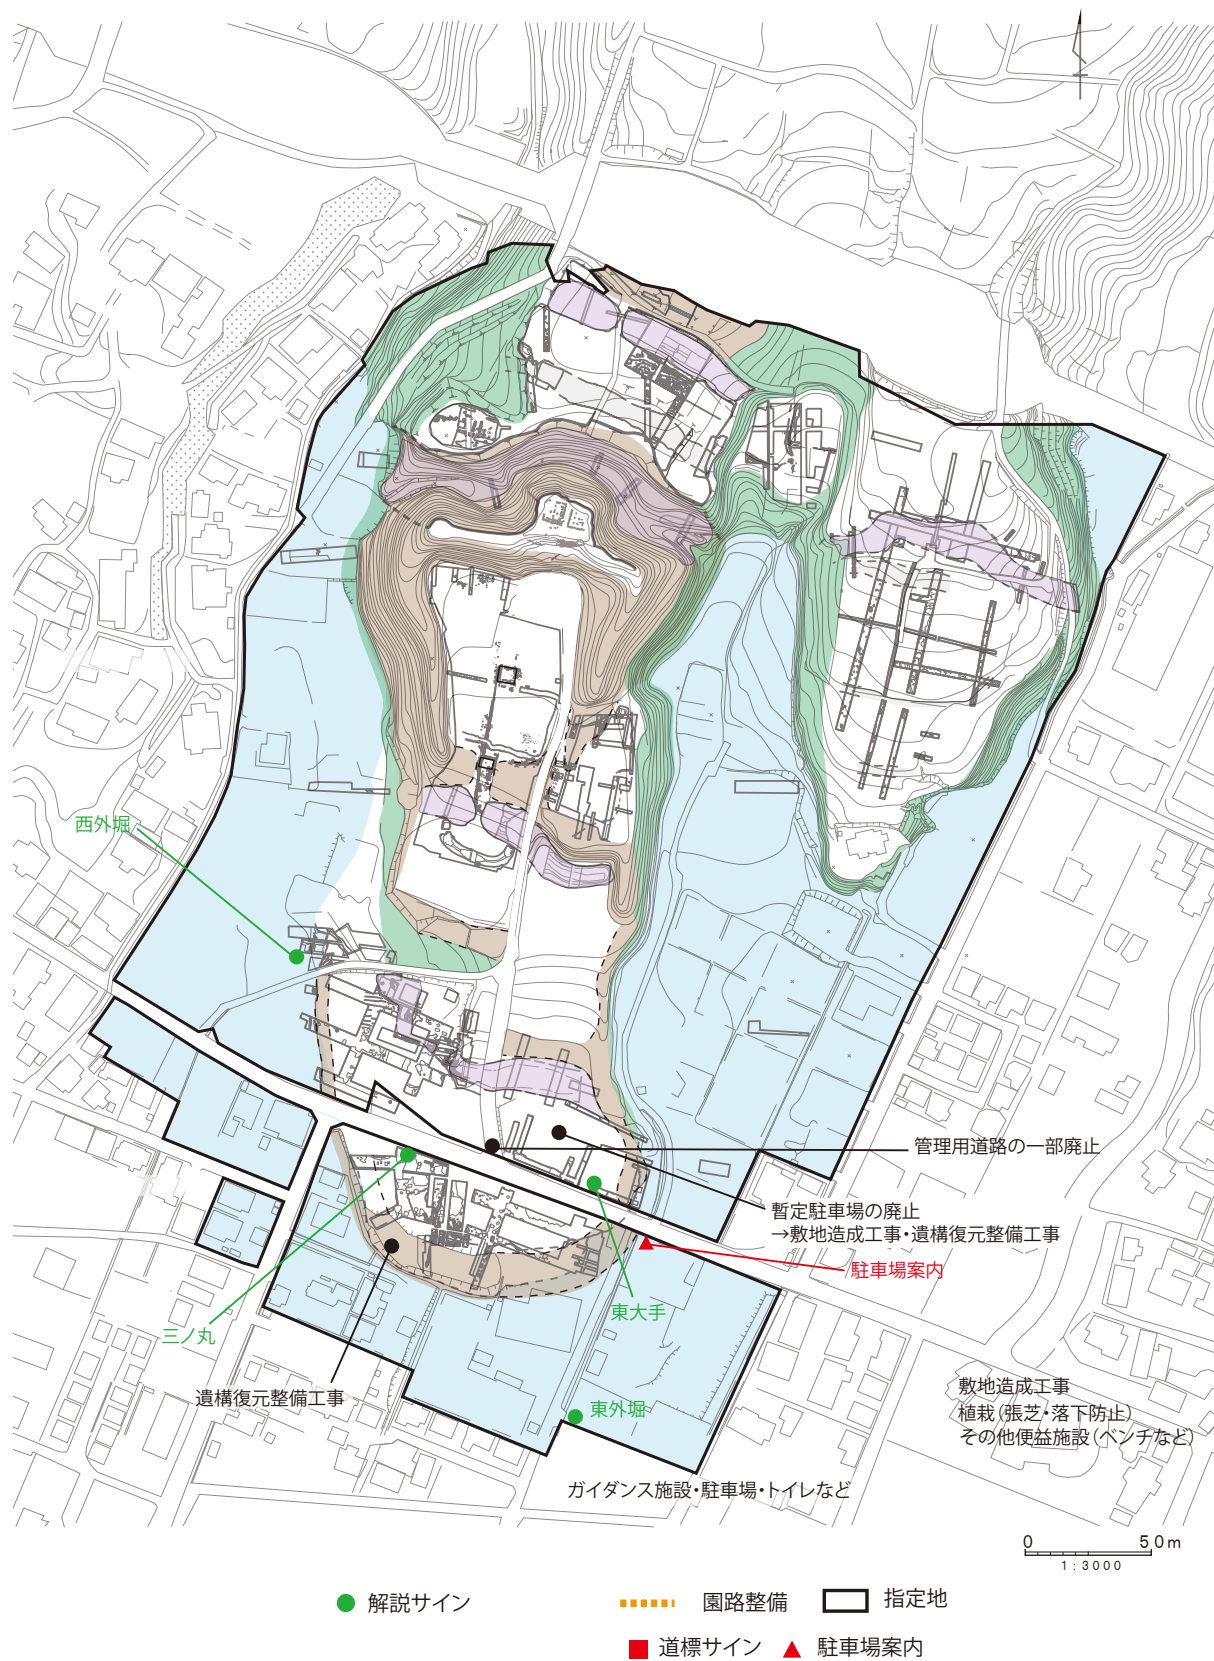 西外堀
管理用道路の一部廃止
暫定駐車場の廃止
→敷地造成工事・遺構復元整備工事
駐車場案内
東大手
三ノ丸
遺構復元整備工事
東外堀
敷地造成工事
植栽(張芝・落下防止)
その他便益施設(ベンチなど)
ガイダンス施設・駐車場・トイレなど
0 50m
1:3000
解説サイン
園路整備
指定地
道標サイン
駐車場案内